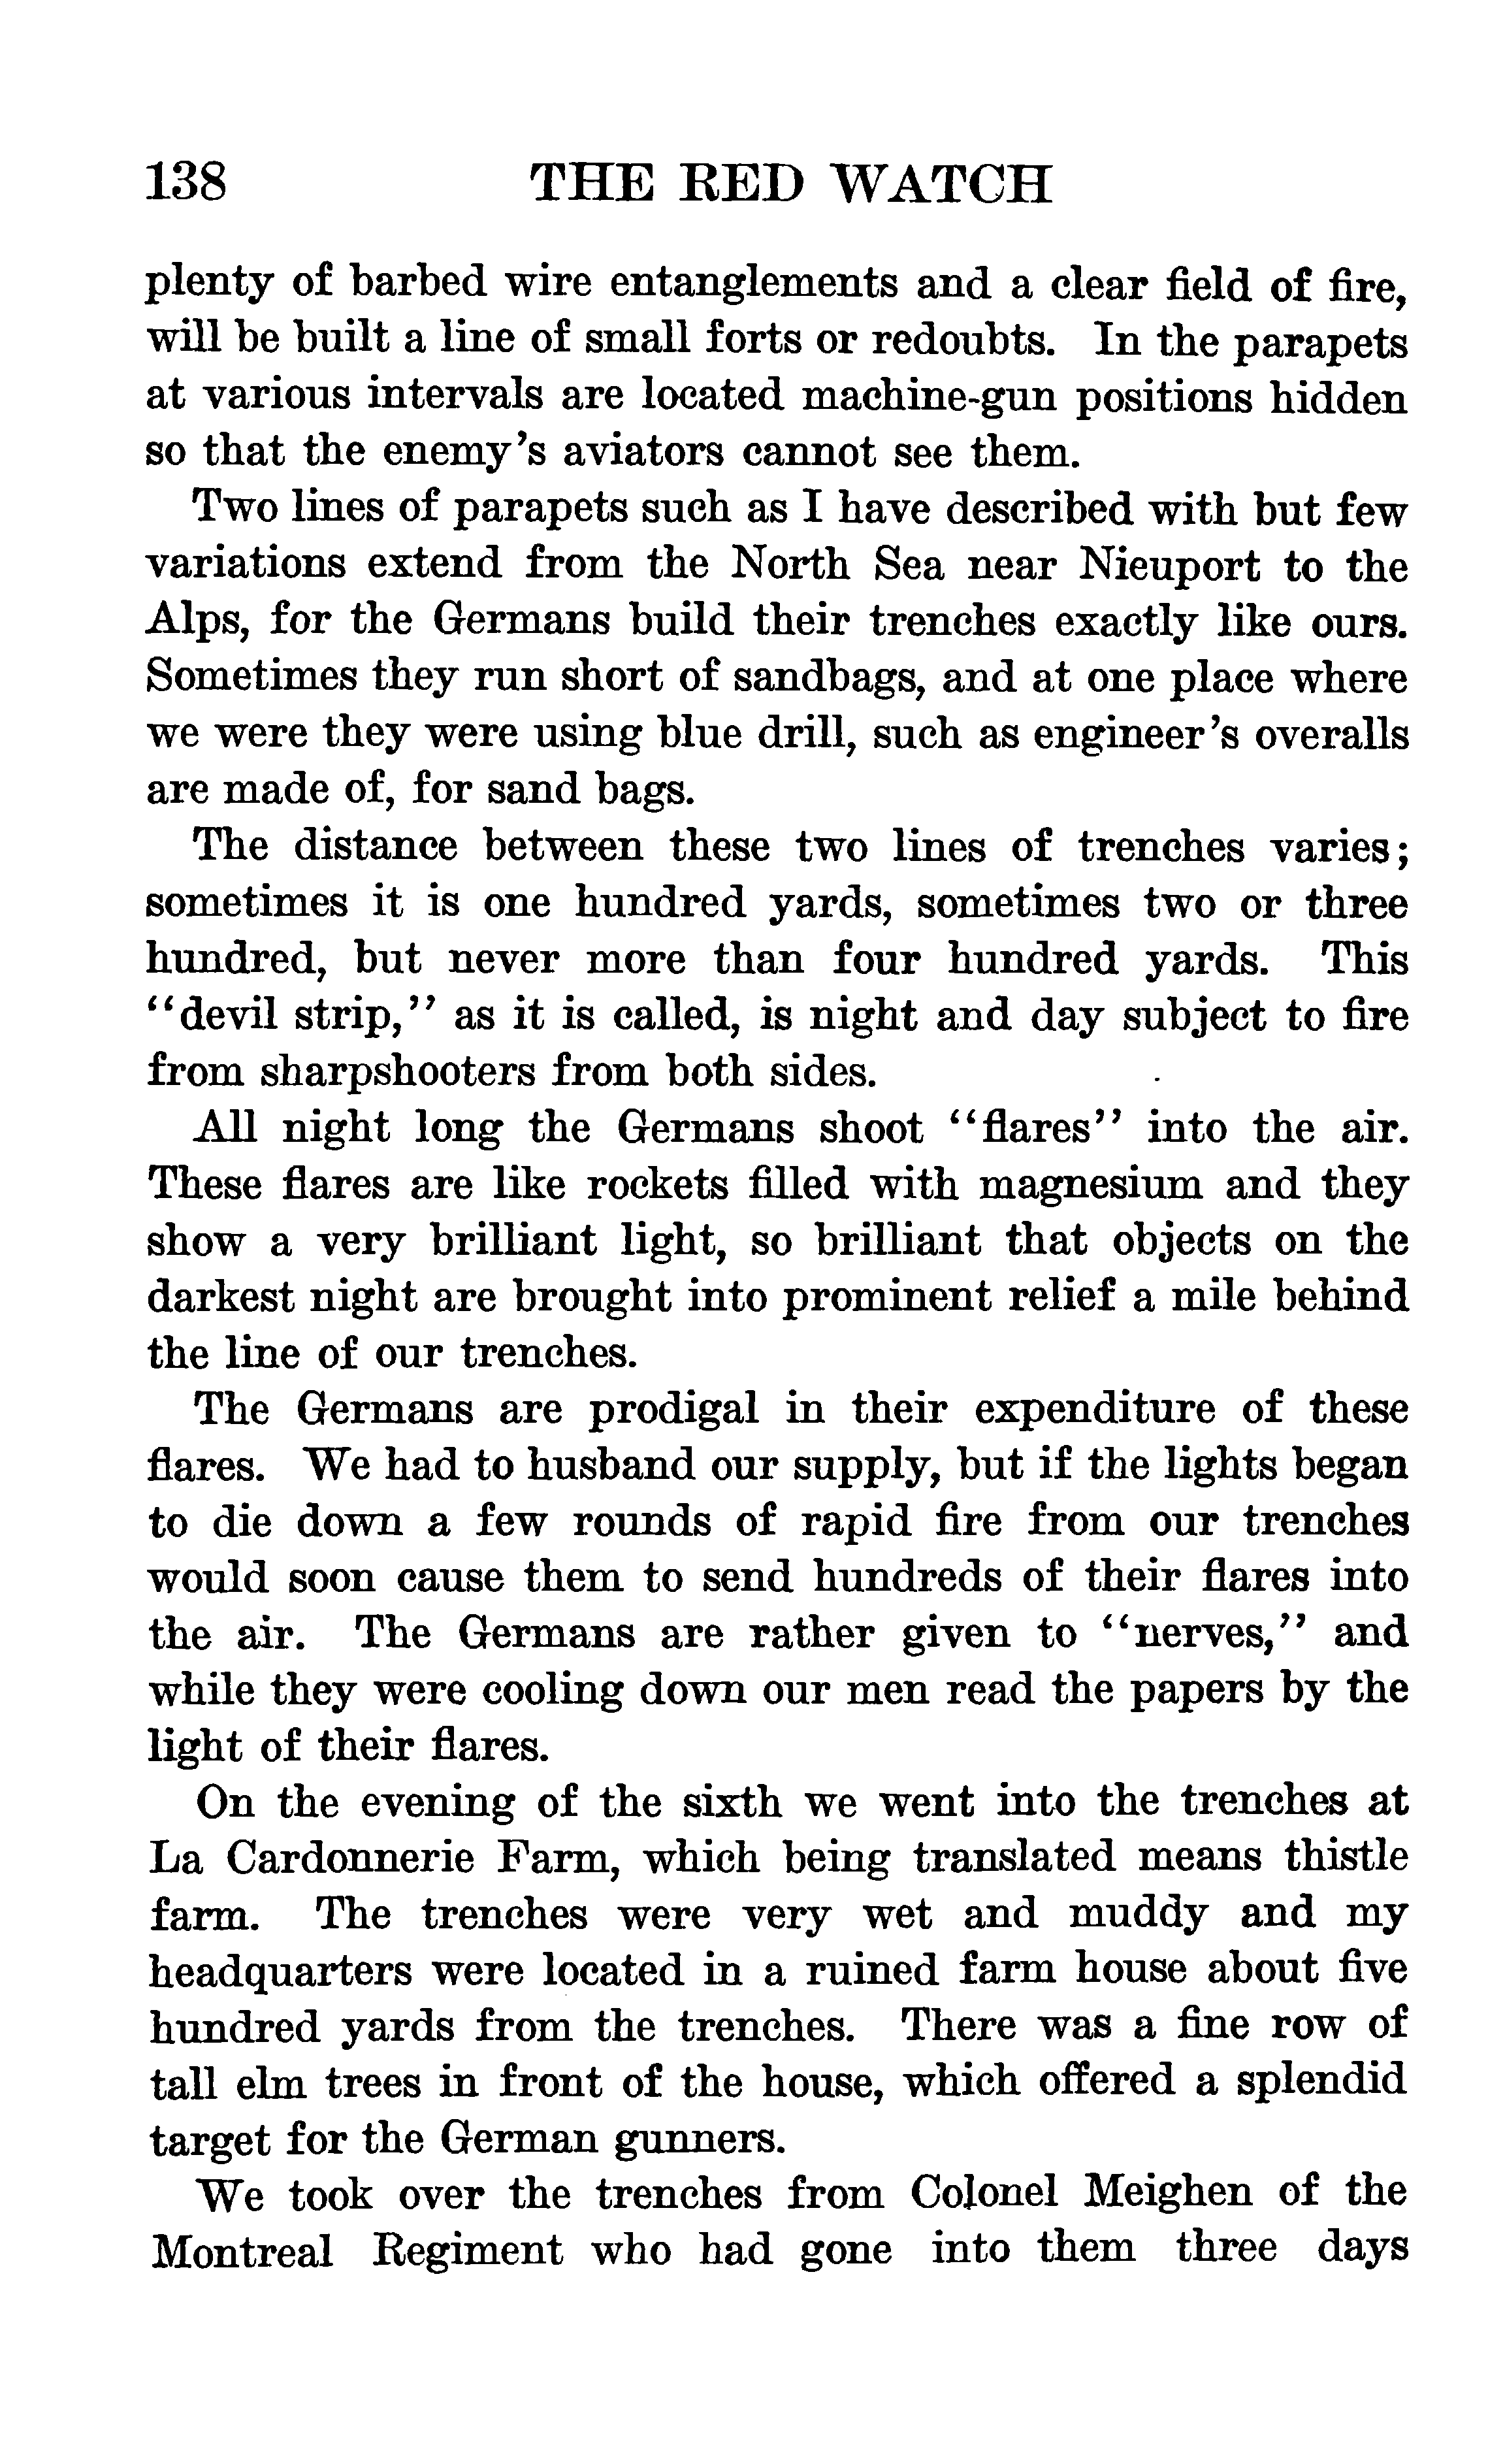 138 THE RED WATCH
plenty of barbed wire entanglements and a clear field of fire,
will be built a line of small forts or redoubts. In the parapets
at various intervals are located machine-gun positions hidden
so that the enemy's aviators cannot see them.
Two lines of parapets such as I have described with but few
variations extend from the North Sea near Nieuport to the
Alps, for the Germans build their trenches exactly like ours.
Sometimes they run short of sandbags, and at one place where
we were they were using blue drill, such as engineer's overalls
are made of, for sand bags.
The distance between these two lines of trenches varies;
sometimes it is one hundred yards, sometimes two or three
hundred, but never more than four hundred yards. This
"devil strip," as it is called, is night and day subject to fire
from sharpshooters from both sides.
All night long the Germans shoot "flares" into the air.
These flares are like rockets filled with magnesium and they
show a very brilliant light, so brilliant that objects on the
darkest night are brought into prominent relief a mile behind
the line of our trenches.
The Germans are prodigal in their expenditure of these
flares. We had to husband our supply, but if the lights began
to die down a few rounds of rapid fire from our trenches
would soon cause them to send hundreds of their flares into
the air. The Germans are rather given to "nerves," and
while they were cooling down our men read the papers by the
light of their flares.
On the evening of the sixth we went into the trenches at
La Cardonnerie Farm, which being translated means thistle
farm. The trenches were very wet and muddy and my
headquarters were located in a ruined farm house about five
hundred yards from the trenches. There was a fine row of
tall elm trees in front of the house, which offered a splendid
target for the German gunners.
We took over the trenches from Colonel Meighen of the
Montreal Regiment who had gone into them three days